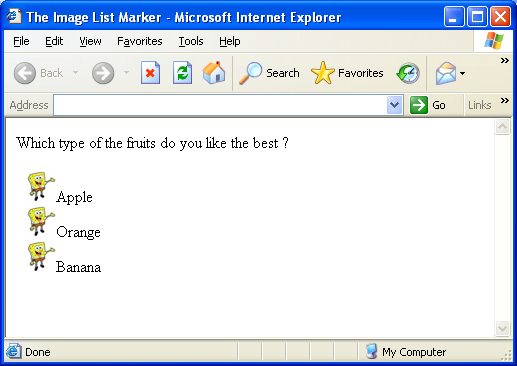 The Image List Marker - Microsoft Internet Explorer
File Edit View Favorites Tools Help
Back Search Favorites
Address Go Links
Which type of the fruits do you like the best ?
Apple
Orange
Banana
Done My Computer